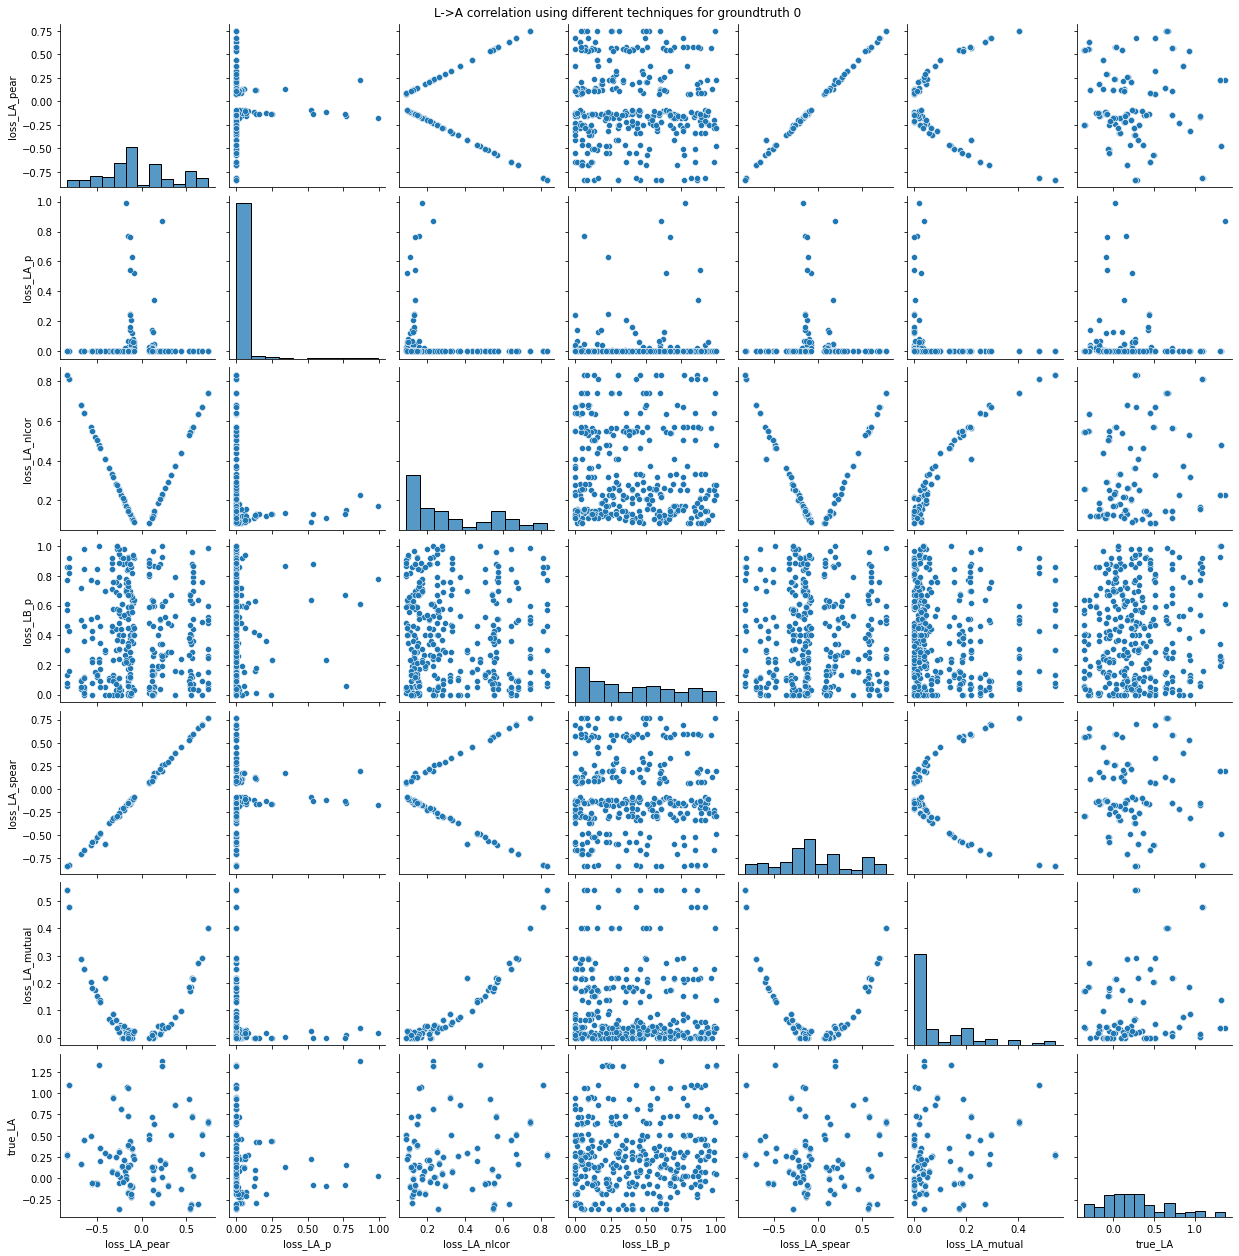 L->A correlation using different techniques for groundtruth 0
loss_LA_pear
0.75
0.50
0.25
0.00
−0.25
−0.50
−0.75
loss_LA_p
1.0
0.8
0.6
0.4
0.2
0.0
loss_LA_nlcor
0.8
0.6
0.4
0.2
loss_LB_p
1.0
0.8
0.6
0.4
0.2
0.0
loss_LA_spear
0.75
0.50
0.25
0.00
−0.25
−0.50
−0.75
loss_LA_mutual
0.5
0.4
0.3
0.2
0.1
0.0
true_LA
1.25
1.00
0.75
0.50
0.25
0.00
−0.25
−0.5 0.0 0.5
loss_LA_pear
0.00 0.25 0.50 0.75 1.00
loss_LA_p
0.2 0.4 0.6 0.8
loss_LA_nlcor
0.00 0.25 0.50 0.75 1.00
loss_LB_p
−0.5 0.0 0.5
loss_LA_spear
0.0 0.2 0.4
loss_LA_mutual
0.0 0.5 1.0
true_LA